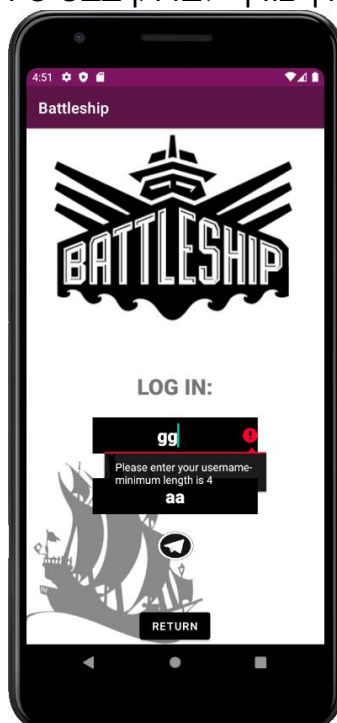 4:51
Battleship
BATTLESHIP
LOG IN:
gg
Please enter your username-
minimum length is 4
aa
RETURN